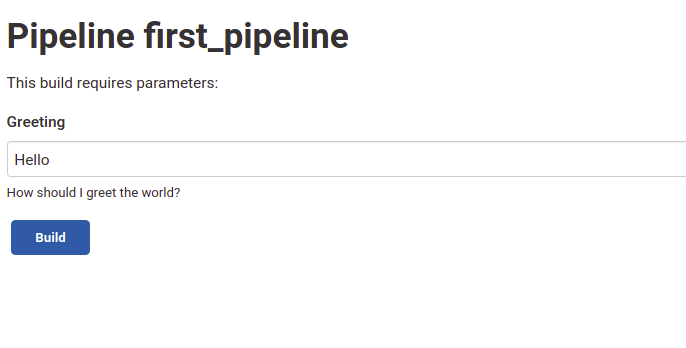 Pipeline first_pipeline
This build requires parameters:
Greeting
Hello
How should I greet the world?
Build